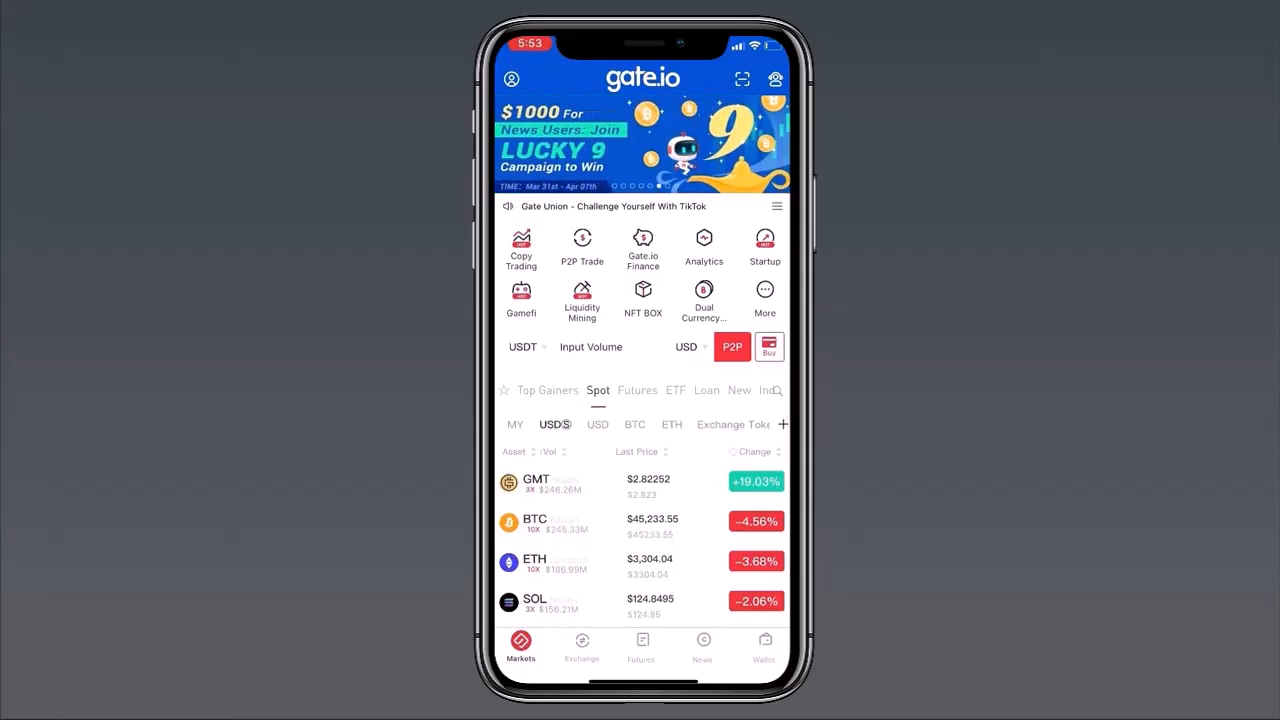 5:53
gate.io
$1000 For
News Users: Join
LUCKY 9
Campaign to Win
TIME: Mar 31st - Apr 07th
9
Gate Union - Challenge Yourself With TikTok
HOT
HOT
Copy Trading
P2P Trade
Gate.io Finance
Analytics
Startup
HOT
HOT
Gamefi
Liquidity Mining
NFT BOX
Dual Currency...
More
USDT
Input Volume
USD
P2P
Buy
Top Gainers Spot Futures ETF Loan New Ind
MY USDⓈ USD BTC ETH Exchange Toke +
Asset /Vol Last Price Change
GMT $2.82252 +19.03%
3X $246.26M $2.823
BTC $45,233.55 –4.56%
10X $245.33M $45233.55
ETH $3,304.04 –3.68%
10X $186.99M $3304.04
SOL $124.8495 –2.06%
3X $156.21M $124.85
Markets Exchange Futures News Wallet